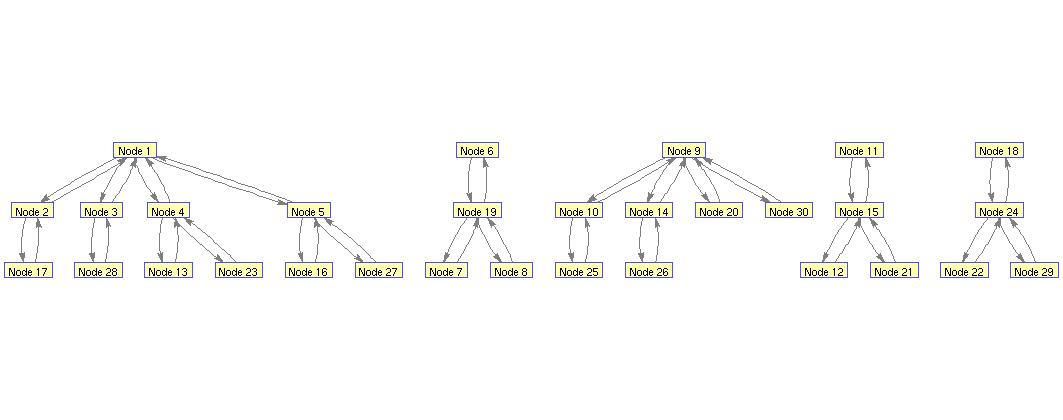 Node 1
Node 6
Node 9
Node 11
Node 18
Node 2
Node 3
Node 4
Node 5
Node 19
Node 10
Node 14
Node 20
Node 30
Node 15
Node 24
Node 17
Node 28
Node 13
Node 23
Node 16
Node 27
Node 7
Node 8
Node 25
Node 26
Node 12
Node 21
Node 22
Node 29